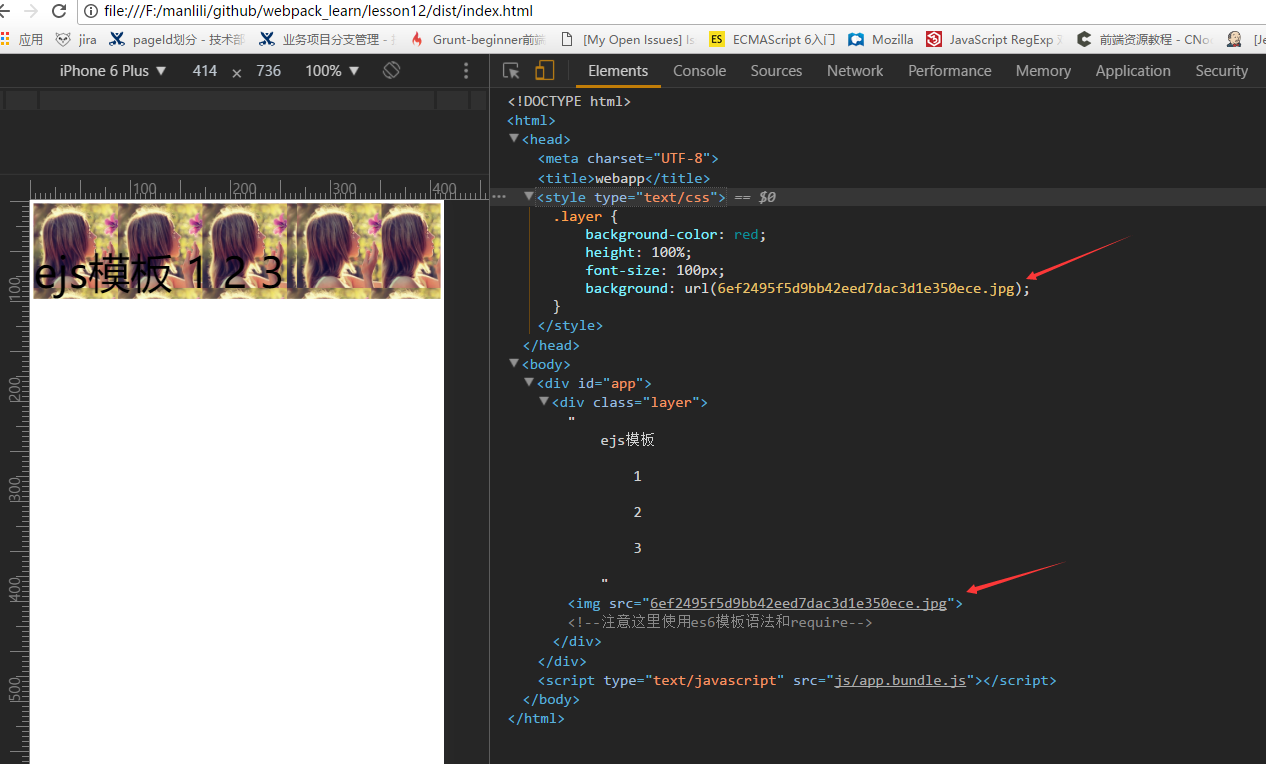 file:///F:/manlili/github/webpack_learn/lesson12/dist/index.html
应用 jira pageId划分 - 技术部 业务项目分支管理 - Grunt-beginner前端 [My Open Issues] Is ES ECMAScript 6入门 Mozilla JavaScript RegExp 前端资源教程 - CNo
iPhone 6 Plus ▼ 414 × 736 100% ▼
Elements Console Sources Network Performance Memory Application Security
100 200 300 400
100
200
300
400
500
ejs模板 1 2 3
<!DOCTYPE html>
<html>
▼<head>
<meta charset="UTF-8">
<title>webapp</title>
▼<style type="text/css"> == $0
.layer {
background-color: red;
height: 100%;
font-size: 100px;
background: url(6ef2495f5d9bb42eed7dac3d1e350ece.jpg);
}
</style>
</head>
▼<body>
▼<div id="app">
▼<div class="layer">
"
ejs模板
1
2
3
"
<img src="6ef2495f5d9bb42eed7dac3d1e350ece.jpg">
<!--注意这里使用es6模板语法和require-->
</div>
</div>
<script type="text/javascript" src="js/app.bundle.js"></script>
</body>
</html>